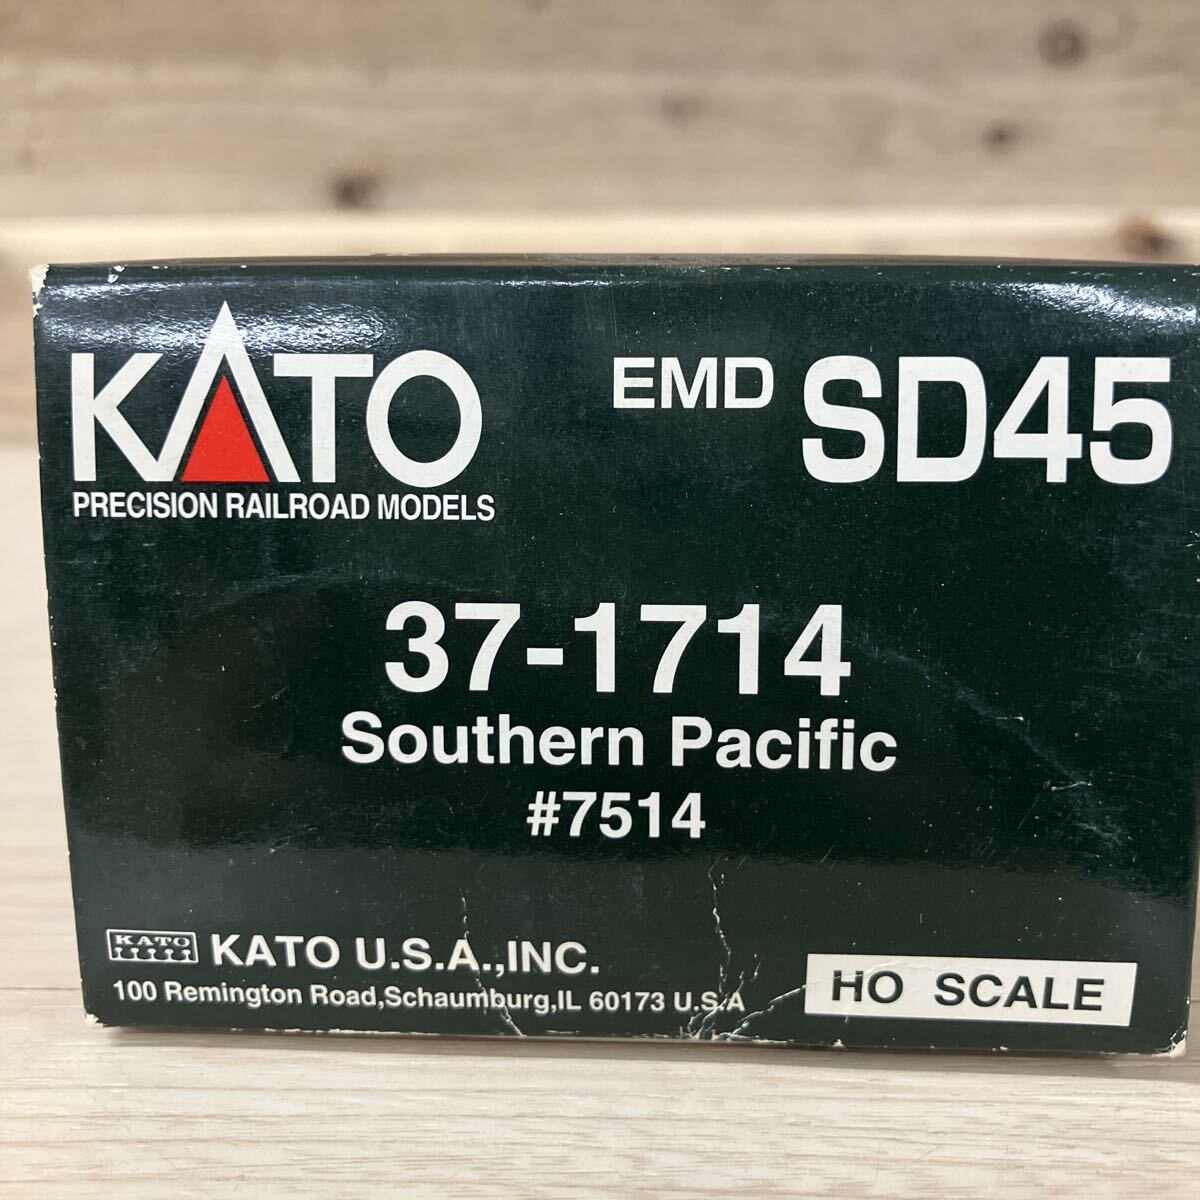 KATO
PRECISION RAILROAD MODELS
EMD SD45
37-1714
Southern Pacific
#7514
KATO KATO U.S.A.,INC.
100 Remington Road,Schaumburg,IL 60173 U.S.A
HO SCALE